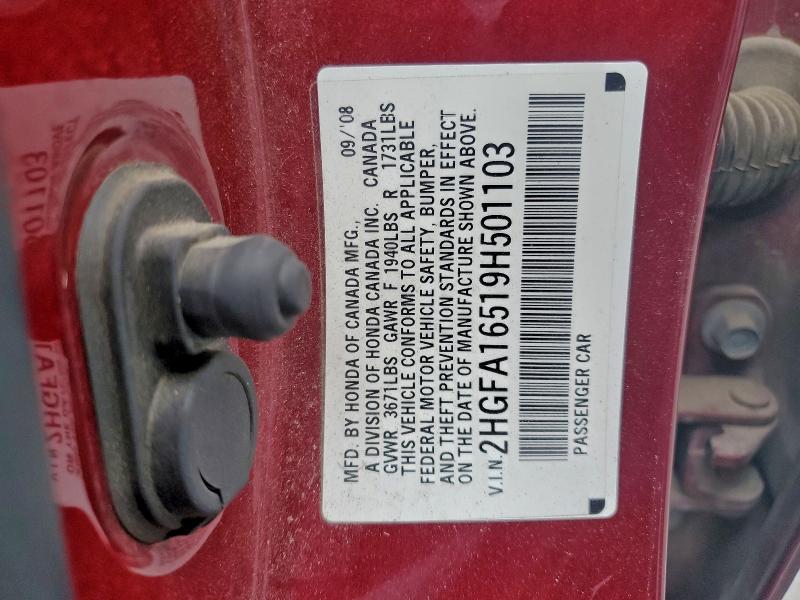 MFD. BY HONDA OF CANADA MFG., 09/'08
A DIVISION OF HONDA CANADA INC. CANADA
GVWR 3671LBS GAWR F 1940LBS R 1731LBS
THIS VEHICLE CONFORMS TO ALL APPLICABLE
FEDERAL MOTOR VEHICLE SAFETY, BUMPER,
AND THEFT PREVENTION STANDARDS IN EFFECT
ON THE DATE OF MANUFACTURE SHOWN ABOVE.
V.I.N. 2HGFA16519H501103
PASSENGER CAR